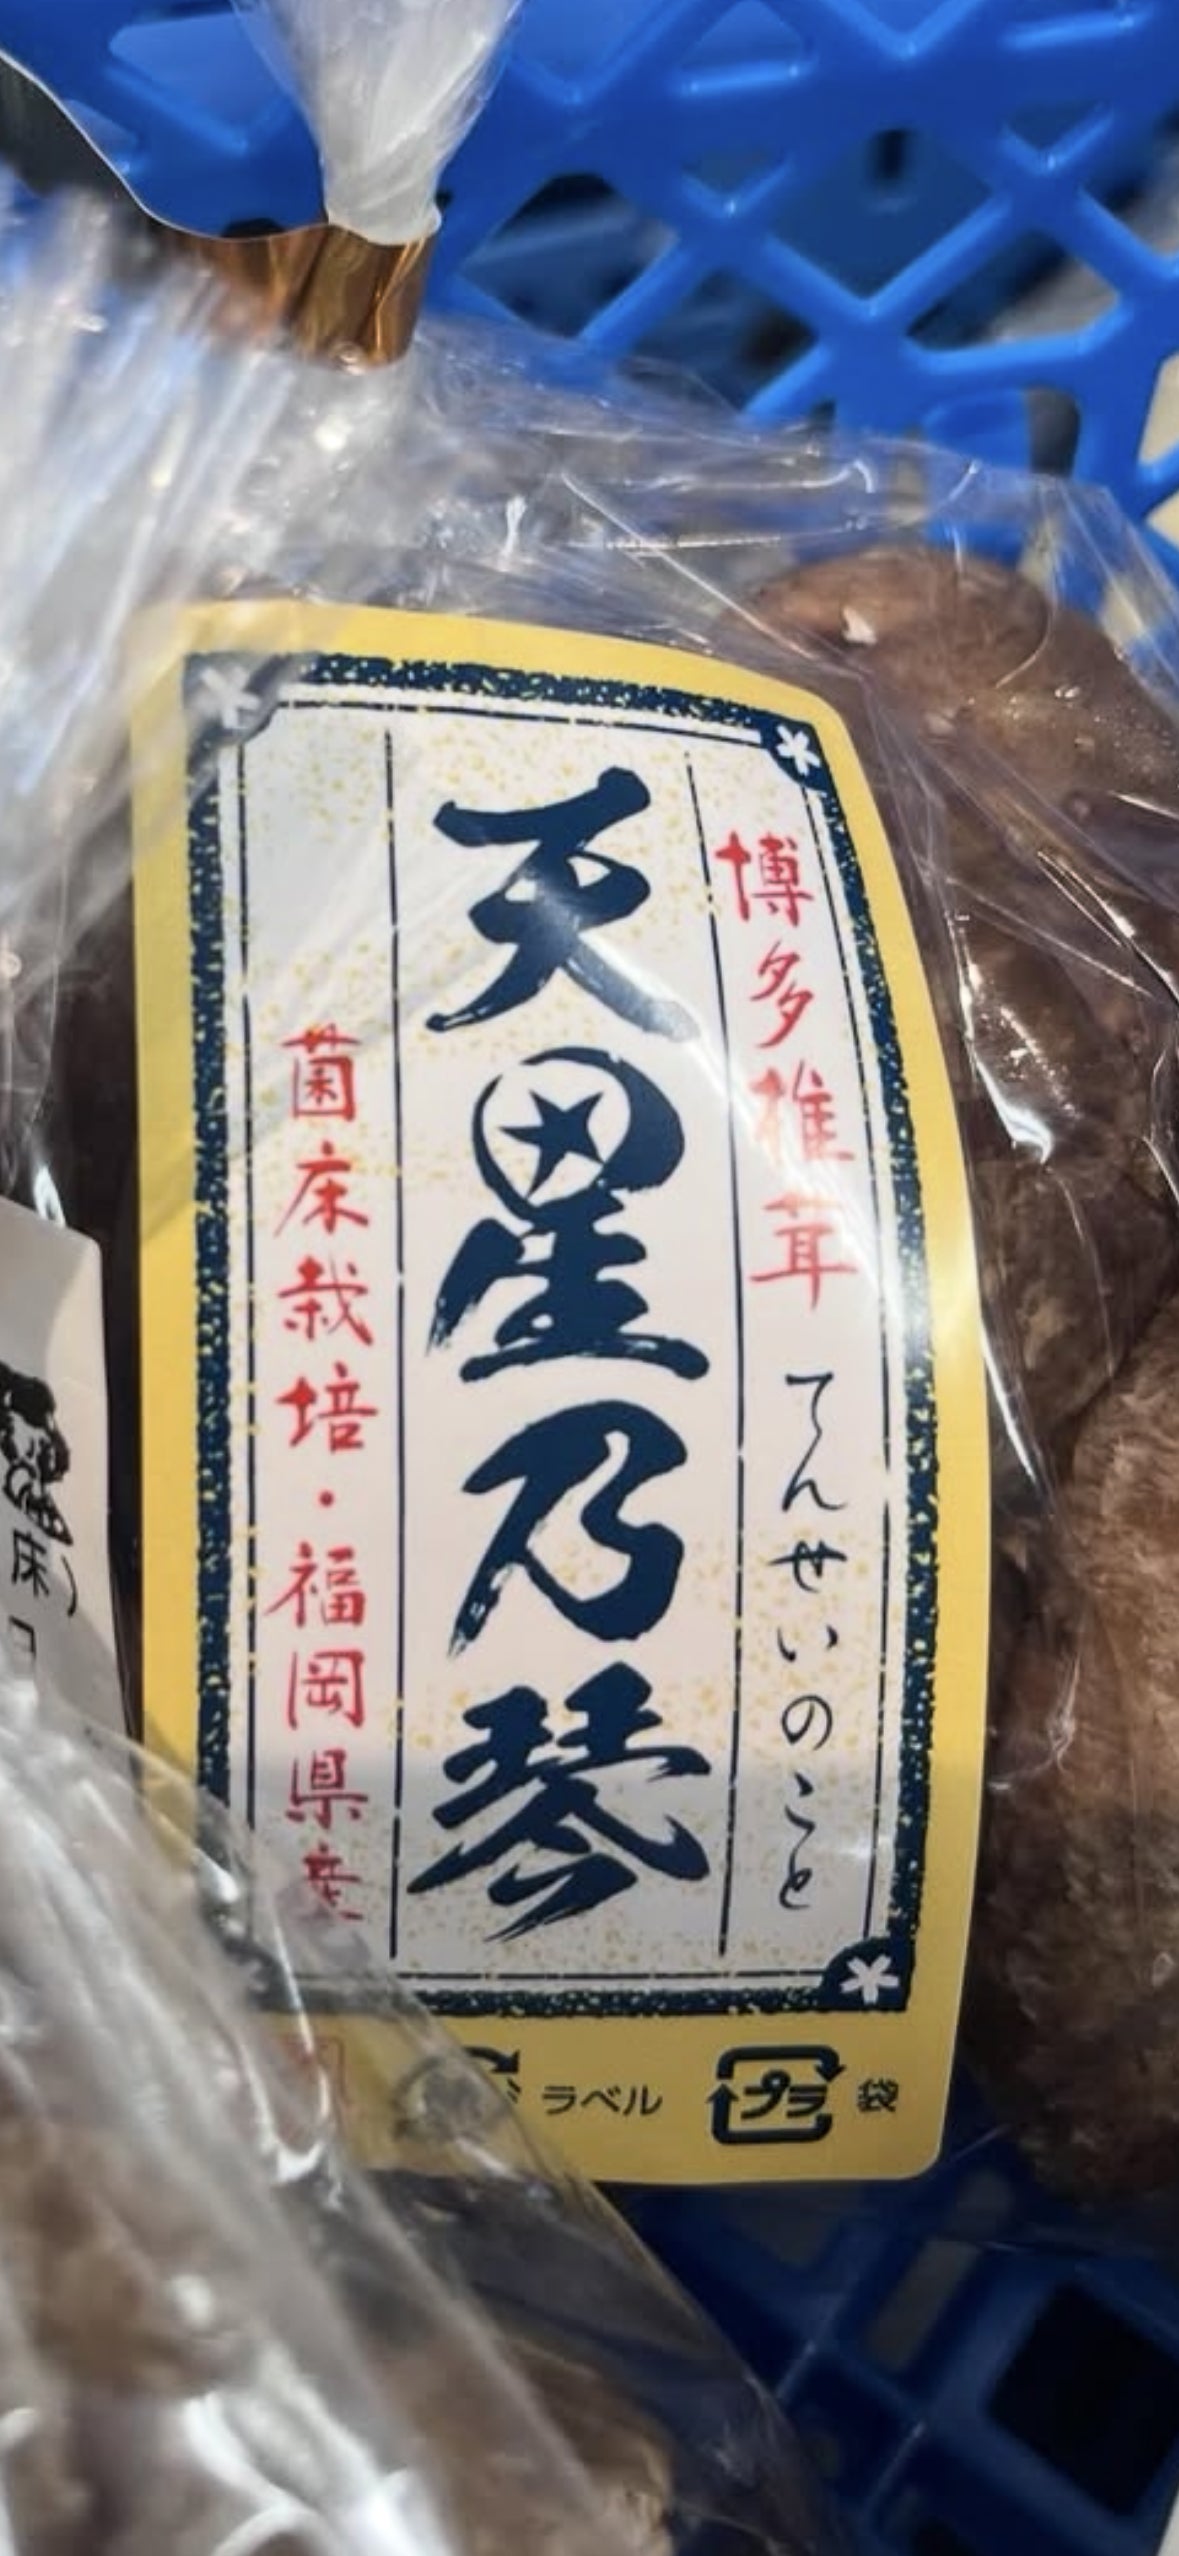 博多椎茸 てんせいのこと
天星乃琴
菌床栽培・福岡県産
ラベル
プラ 袋
床)